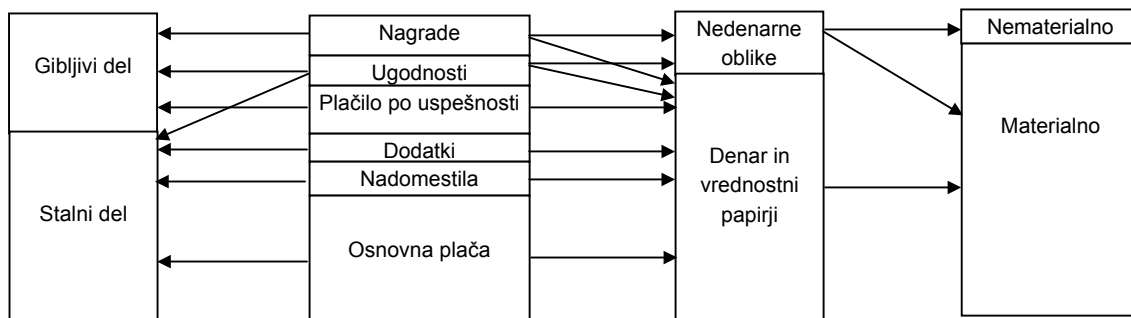 Gibljivi del
Stalni del
Nagrade
Ugodnosti
Plačilo po uspešnosti
Dodatki
Nadomestila
Osnovna plača
Nedenarne
oblike
Denar in
vrednostni
papirji
Nematerialno
Materialno